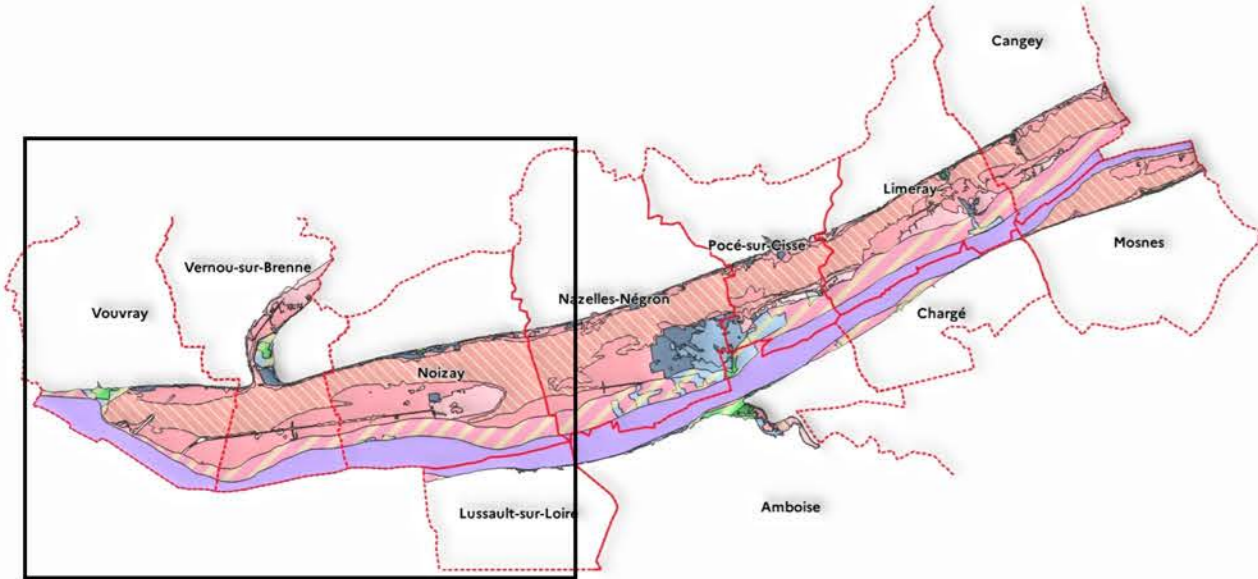 Cangey
Limeray
Mosnes
Pocé-sur-Cisse
Vernou-sur-Brenne
Nazelles-Négron
Vouvray
Chargé
Noizay
Amboise
Lussault-sur-Loire